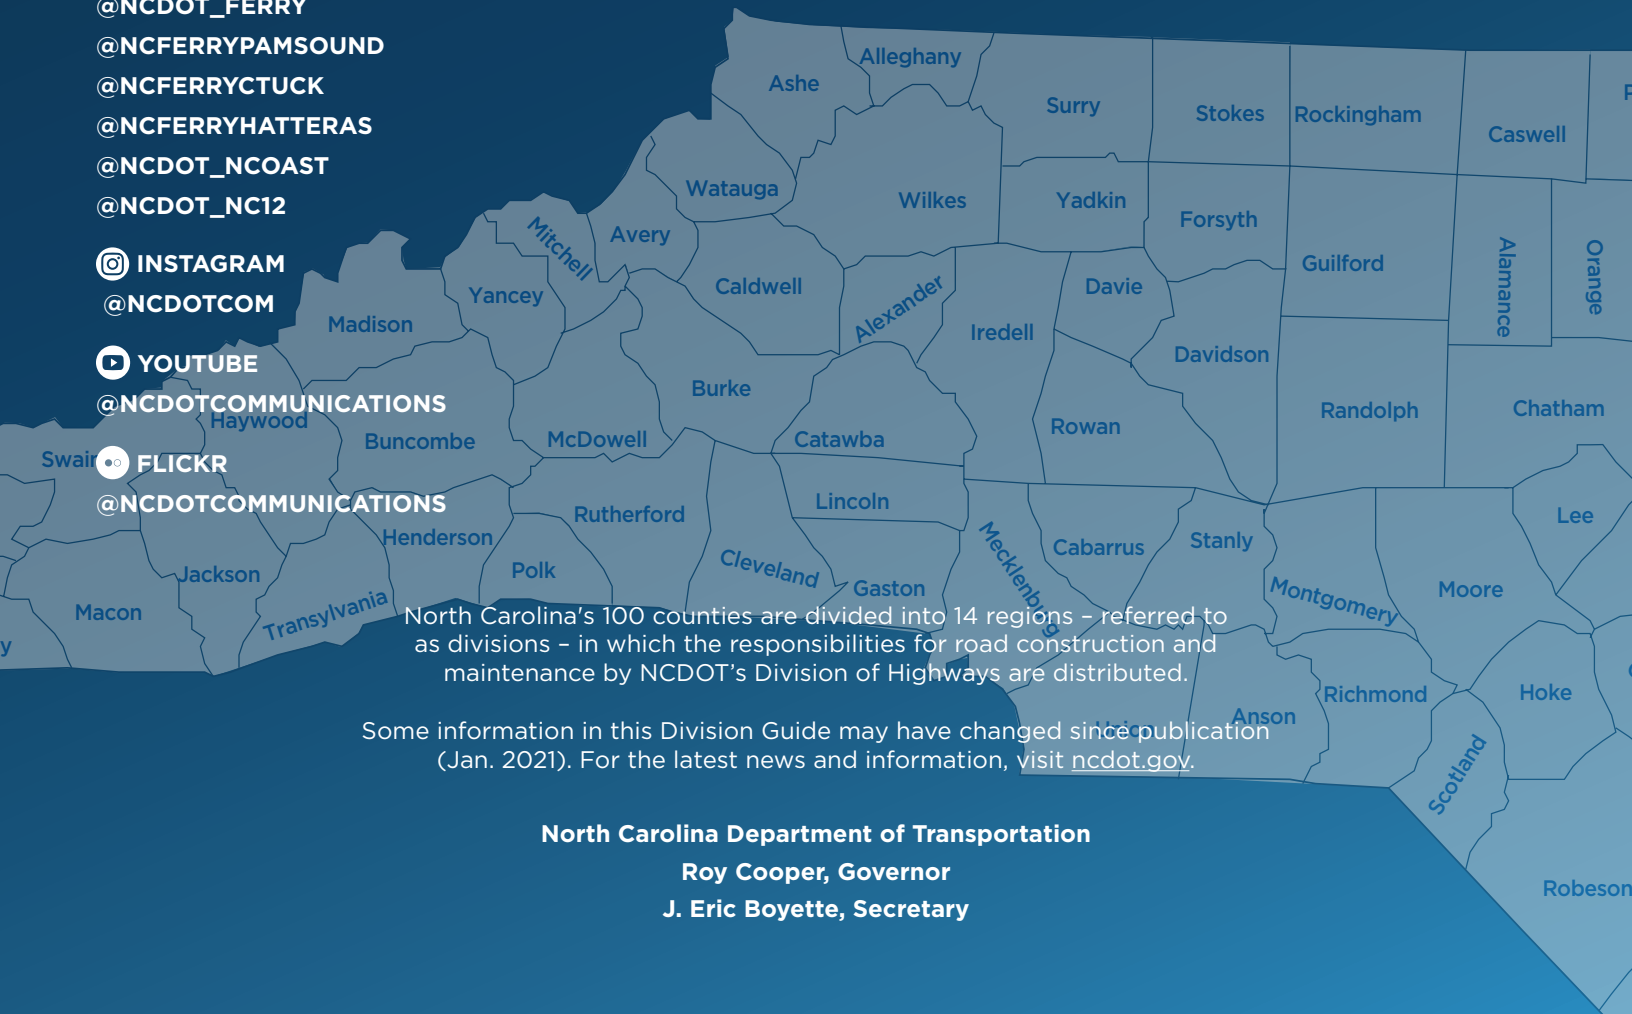 @NCDOT_FERRY
@NCFERRYPAMSOUND
@NCFERRYCTUCK
@NCFERRYHATTERAS
@NCDOT_NCOAST
@NCDOT_NC12
INSTAGRAM
@NCDOTCOM
YOUTUBE
@NCDOTCOMMUNICATIONS
FLICKR
@NCDOTCOMMUNICATIONS
Alleghany
Ashe
Surry
Stokes
Rockingham
Caswell
Watauga
Wilkes
Yadkin
Forsyth
Mitchell
Avery
Guilford
Alamance
Orange
Yancey
Caldwell
Alexander
Davie
Madison
Iredell
Davidson
Burke
Randolph
Chatham
Haywood
Buncombe
McDowell
Catawba
Rowan
Swain
Lincoln
Rutherford
Lee
Henderson
Mecklenburg
Cabarrus
Stanly
Jackson
Polk
Cleveland
Gaston
Montgomery
Moore
Macon
Transylvania
North Carolina's 100 counties are divided into 14 regions – referred to
as divisions – in which the responsibilities for road construction and
maintenance by NCDOT’s Division of Highways are distributed.
Richmond
Hoke
Union
Anson
Some information in this Division Guide may have changed since publication
(Jan. 2021). For the latest news and information, visit ncdot.gov.
Scotland
North Carolina Department of Transportation
Roy Cooper, Governor
J. Eric Boyette, Secretary
Robeson